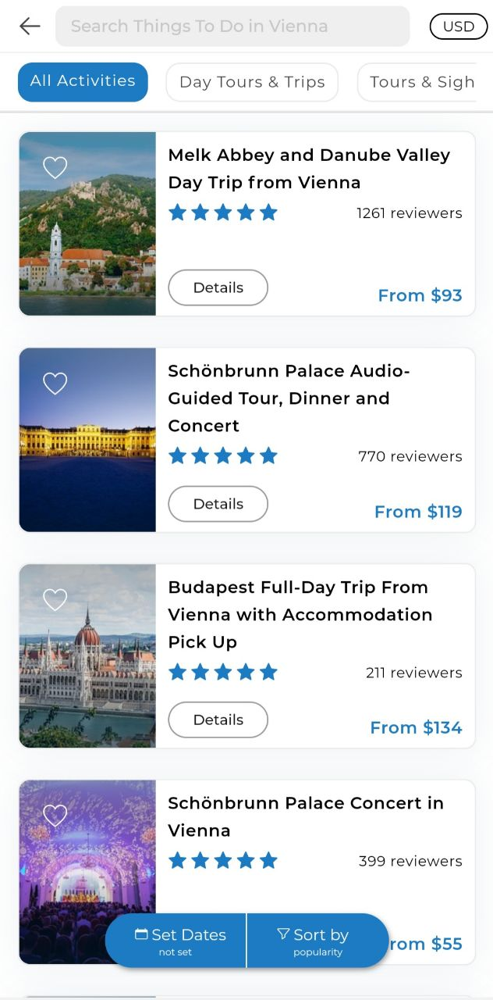 Search Things To Do in Vienna
USD
All Activities
Day Tours & Trips
Tours & Sigh
Melk Abbey and Danube Valley
Day Trip from Vienna
1261 reviewers
Details
From $93
Schönbrunn Palace Audio-
Guided Tour, Dinner and
Concert
770 reviewers
Details
From $119
Budapest Full-Day Trip From
Vienna with Accommodation
Pick Up
211 reviewers
Details
From $134
Schönbrunn Palace Concert in
Vienna
399 reviewers
rom $55
Set Dates
not set
Sort by
popularity